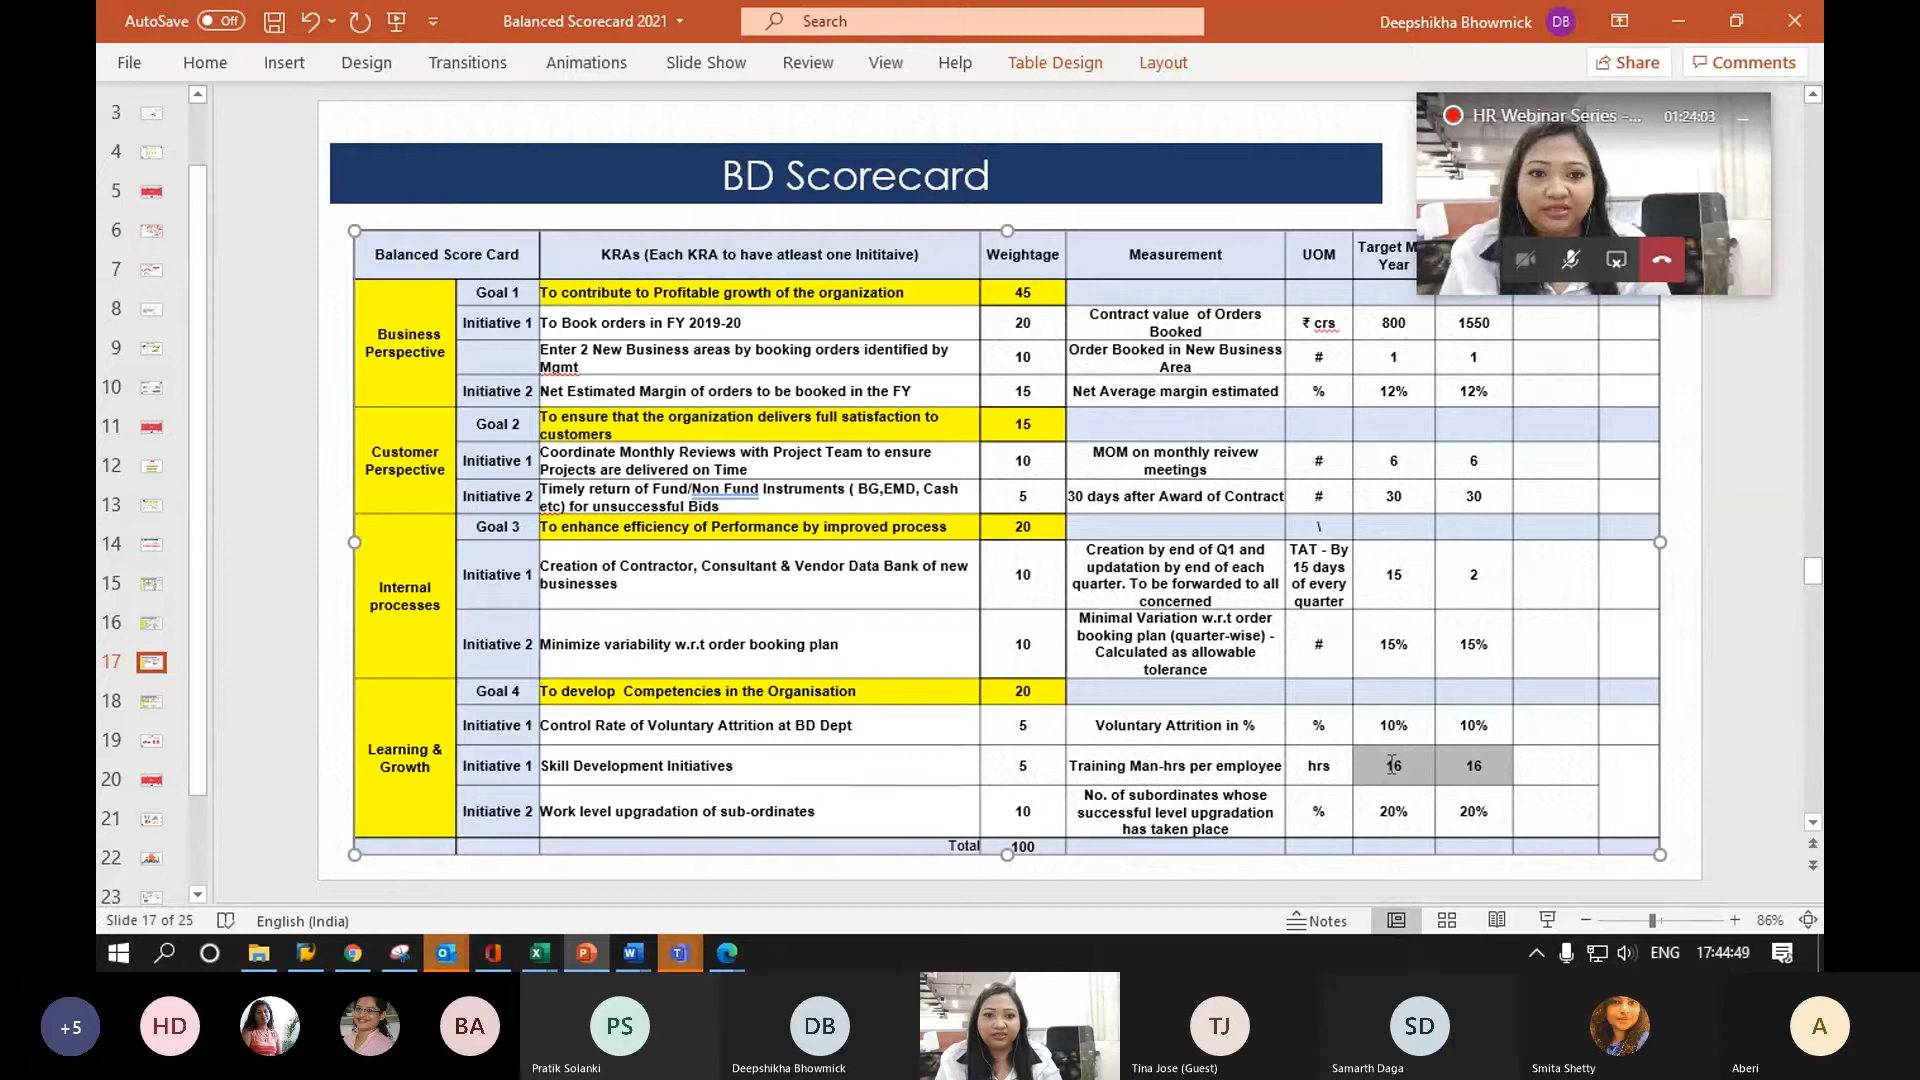 AutoSave Off
Balanced Scorecard 2021
Search
Deepshikha Bhowmick DB
File Home Insert Design Transitions Animations Slide Show Review View Help Table Design Layout
Share Comments
3
4
5
6
7
8
9
10
11
12
13
14
15
16
17
18
19
20
21
22
23
HR Webinar Series –... 01:24:03
BD Scorecard
Balanced Score Card KRAs (Each KRA to have atleast one Inititaive) Weightage Measurement UOM Target M
Year
Business
Perspective
Goal 1 To contribute to Profitable growth of the organization 45
Initiative 1 To Book orders in FY 2019-20 20 Contract value of Orders
Booked ₹ crs 800 1550
Enter 2 New Business areas by booking orders identified by
Mgmt 10 Order Booked in New Business
Area # 1 1
Initiative 2 Net Estimated Margin of orders to be booked in the FY 15 Net Average margin estimated % 12% 12%
Customer
Perspective
Goal 2 To ensure that the organization delivers full satisfaction to
customers 15
Initiative 1 Coordinate Monthly Reviews with Project Team to ensure
Projects are delivered on Time 10 MOM on monthly reivew
meetings # 6 6
Initiative 2 Timely return of Fund/Non Fund Instruments ( BG,EMD, Cash
etc) for unsuccessful Bids 5 30 days after Award of Contract # 30 30
Internal
processes
Goal 3 To enhance efficiency of Performance by improved process 20 \
Initiative 1 Creation of Contractor, Consultant & Vendor Data Bank of new
businesses 10 Creation by end of Q1 and
updatation by end of each
quarter. To be forwarded to all
concerned TAT - By
15 days
of every
quarter 15 2
Initiative 2 Minimize variability w.r.t order booking plan 10 Minimal Variation w.r.t order
booking plan (quarter-wise) -
Calculated as allowable
tolerance # 15% 15%
Learning &
Growth
Goal 4 To develop Competencies in the Organisation 20
Initiative 1 Control Rate of Voluntary Attrition at BD Dept 5 Voluntary Attrition in % % 10% 10%
Initiative 1 Skill Development Initiatives 5 Training Man-hrs per employee hrs 16 16
Initiative 2 Work level upgradation of sub-ordinates 10 No. of subordinates whose
successful level upgradation
has taken place % 20% 20%
Total 100
Slide 17 of 25 English (India) Notes 86%
ENG 17:44:49
+5 HD BA PS DB TJ SD A
Pratik Solanki Deepshikha Bhowmick Tina Jose (Guest) Samarth Daga Smita Shetty Aberi